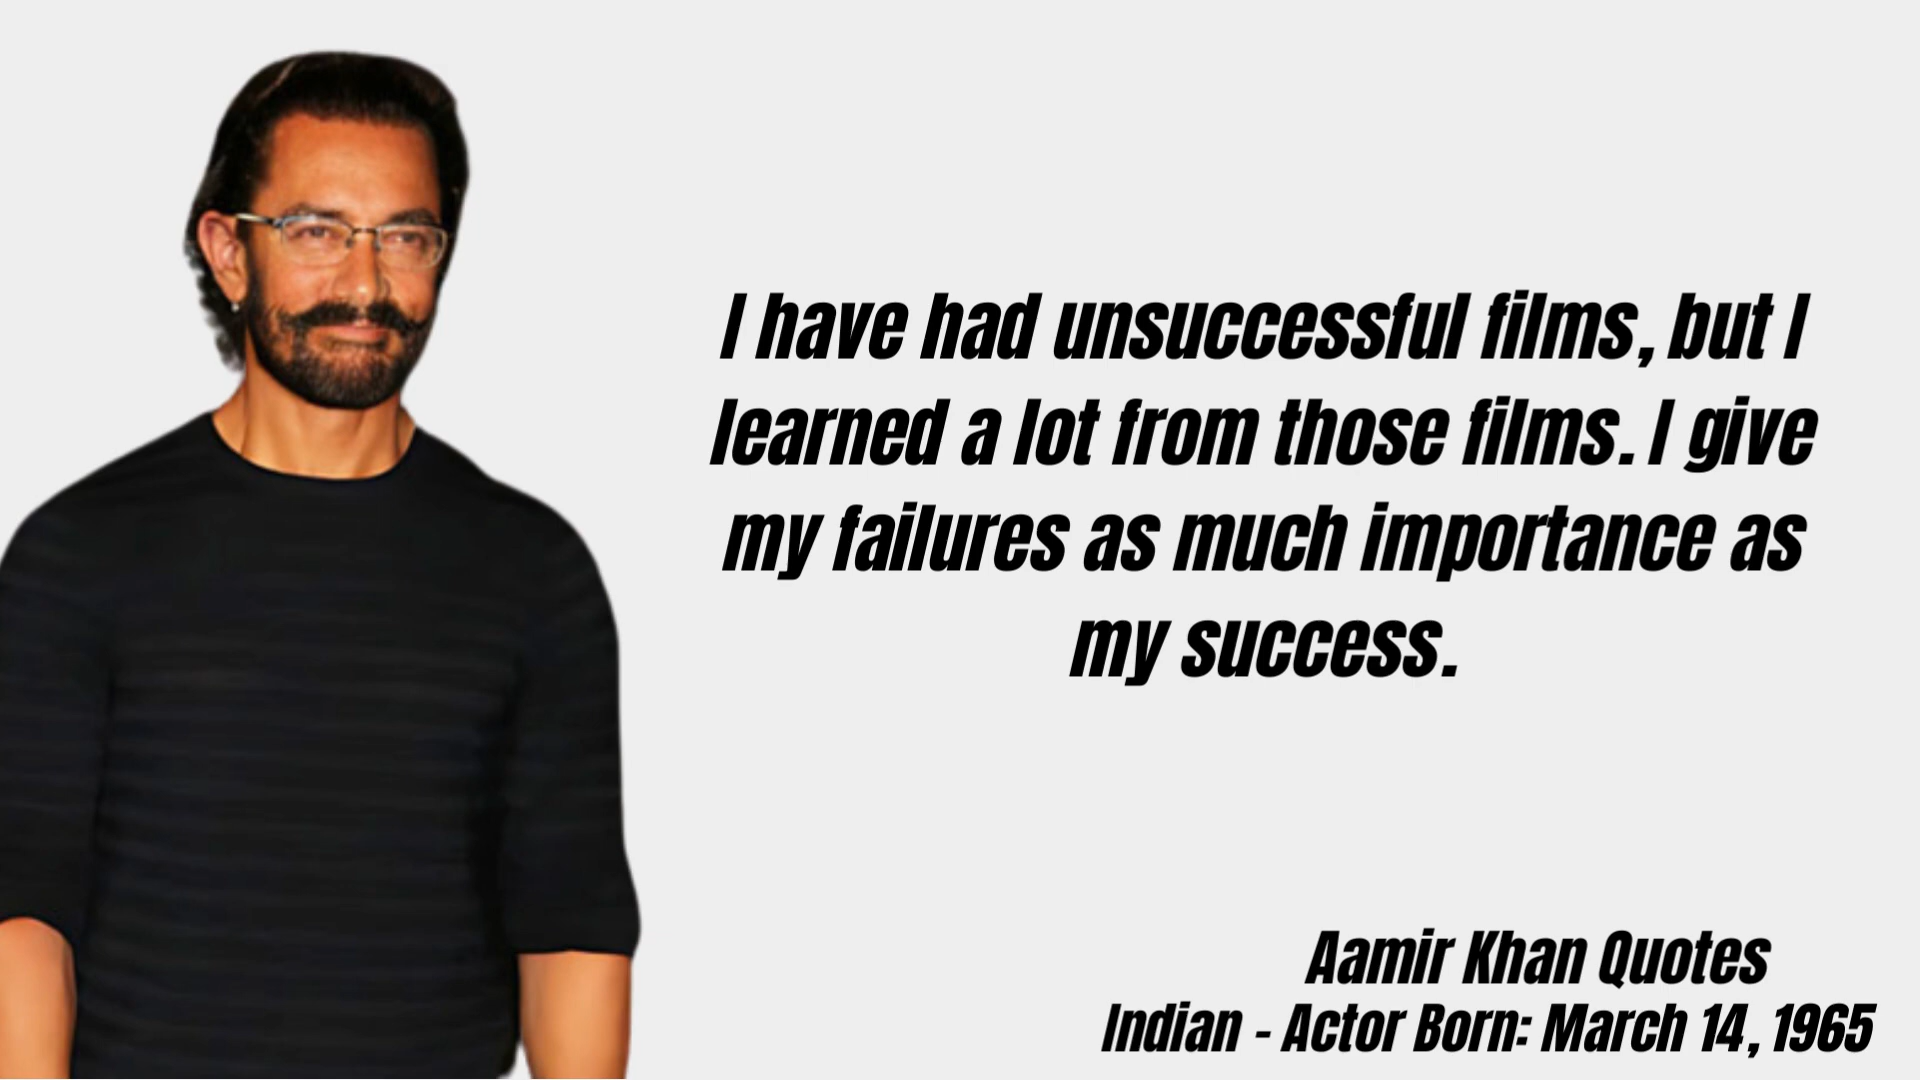 I have had unsuccessful films, but I
learned a lot from those films. I give
my failures as much importance as
my success.
Aamir Khan Quotes
Indian - Actor Born: March 14, 1965